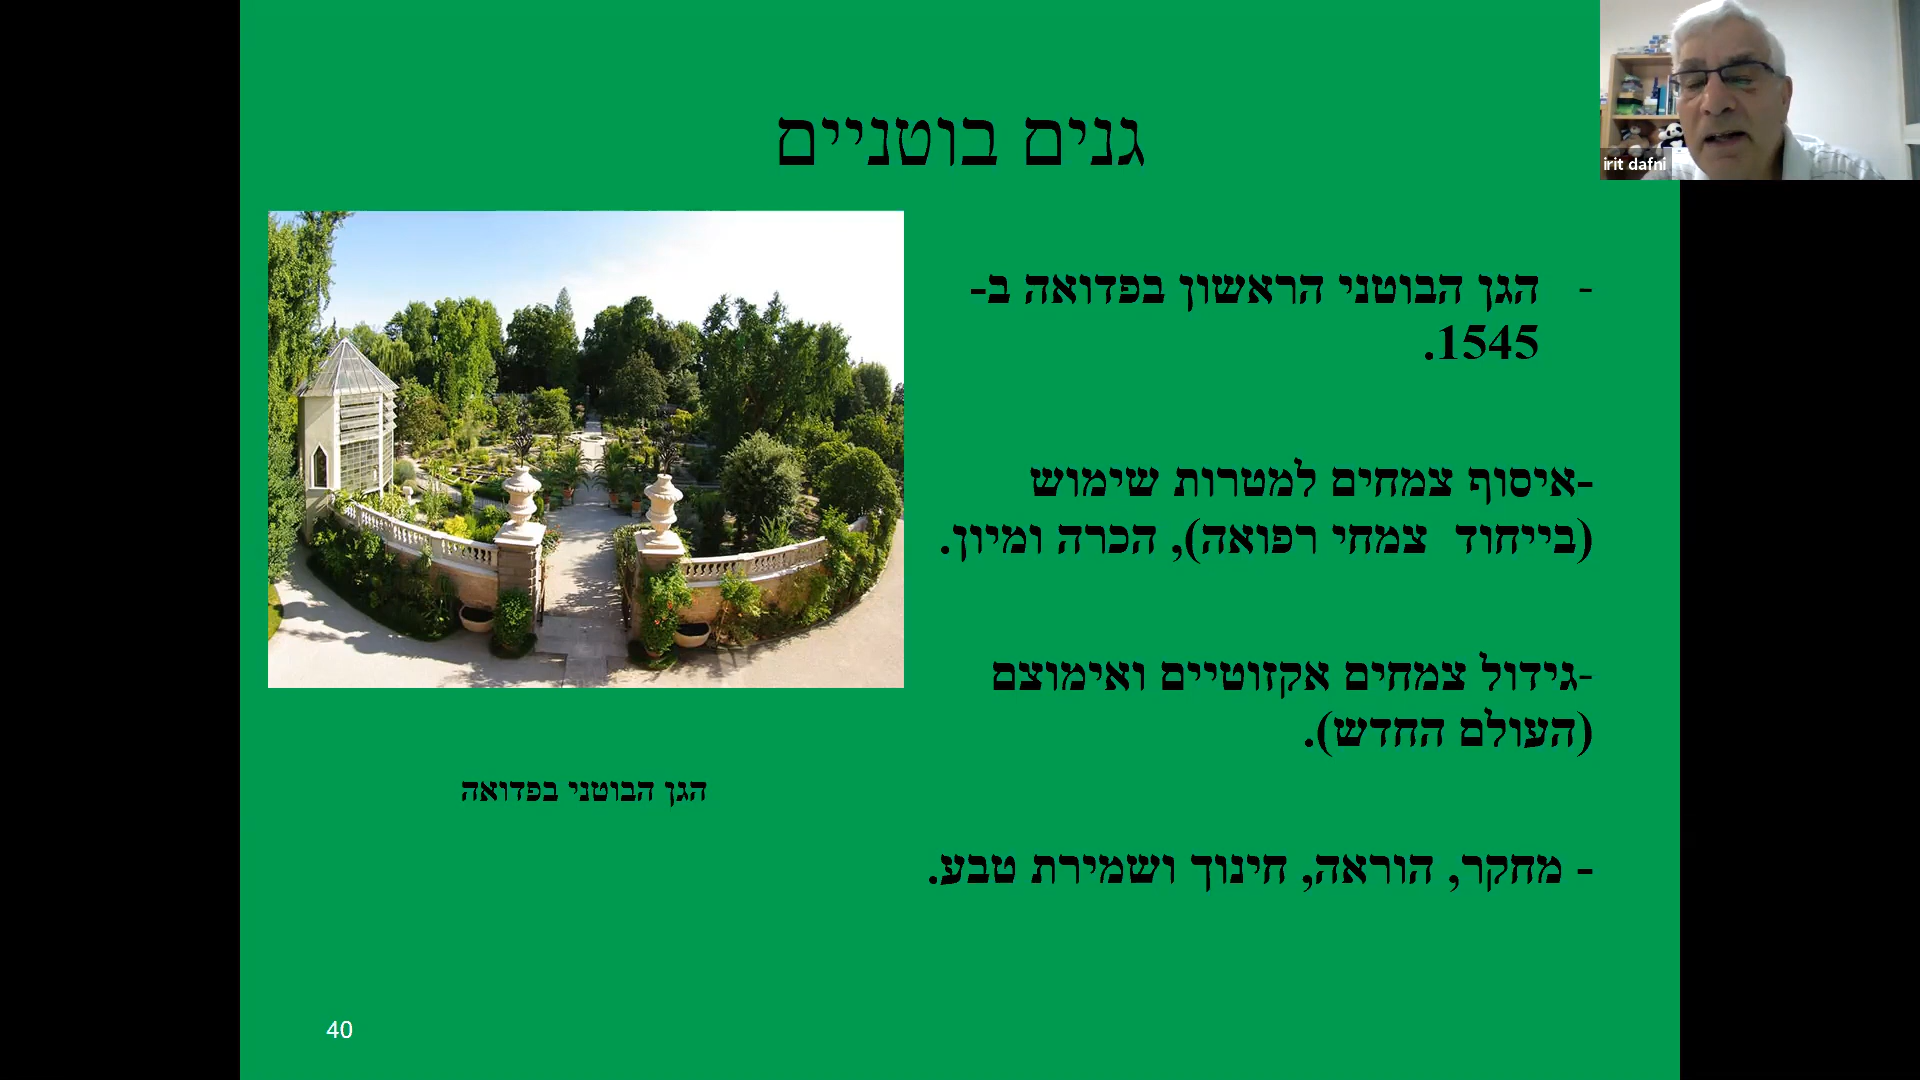 גנים בוטניים
irit dafni
- הגן הבוטני הראשון בפדואה ב-
1545.
-איסוף צמחים למטרות שימוש
(בייחוד צמחי רפואה), הכרה ומיון.
-גידול צמחים אקזוטיים ואימוצם
(העולם החדש).
- מחקר, הוראה, חינוך ושמירת טבע.
הגן הבוטני בפדואה
40